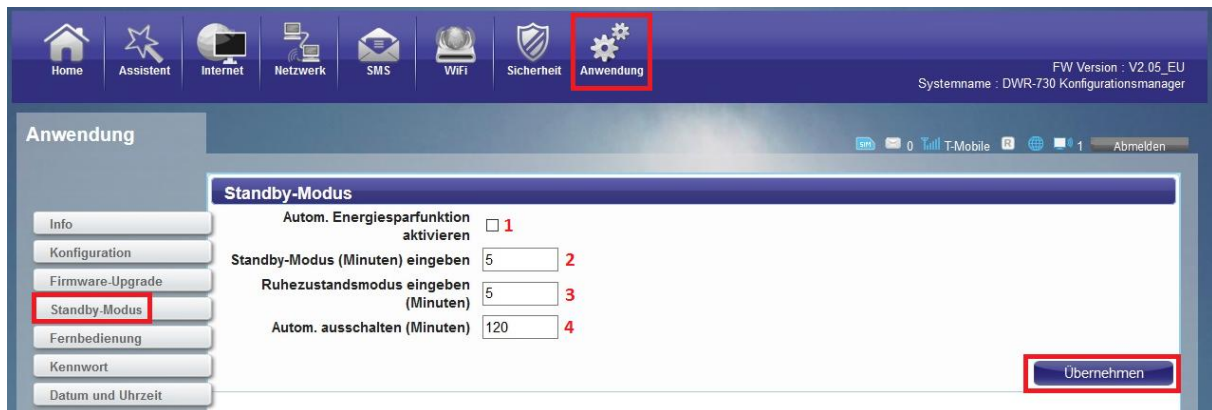 Home
Assistent
Internet
Netzwerk
SMS
WiFi
Sicherheit
Anwendung
FW Version : V2.05_EU
Systemname : DWR-730 Konfigurationsmanager
Anwendung
SIM 0 T-Mobile R 1 Abmelden
Standby-Modus
Info
Konfiguration
Firmware-Upgrade
Standby-Modus
Fernbedienung
Kennwort
Datum und Uhrzeit
Autom. Energiesparfunktion
aktivieren 1
Standby-Modus (Minuten) eingeben 5 2
Ruhezustandsmodus eingeben
(Minuten) 5 3
Autom. ausschalten (Minuten) 120 4
Übernehmen